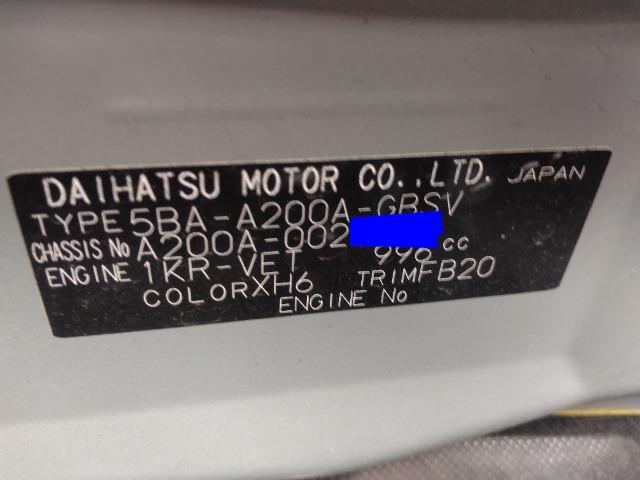 DAIHATSU MOTOR CO.,LTD. JAPAN
TYPE 5BA-A200A-GBSV
CHASSIS No A200A-002
ENGINE 1KR-VET 996 cc
COLOR XH6 TRIM FB20
ENGINE No